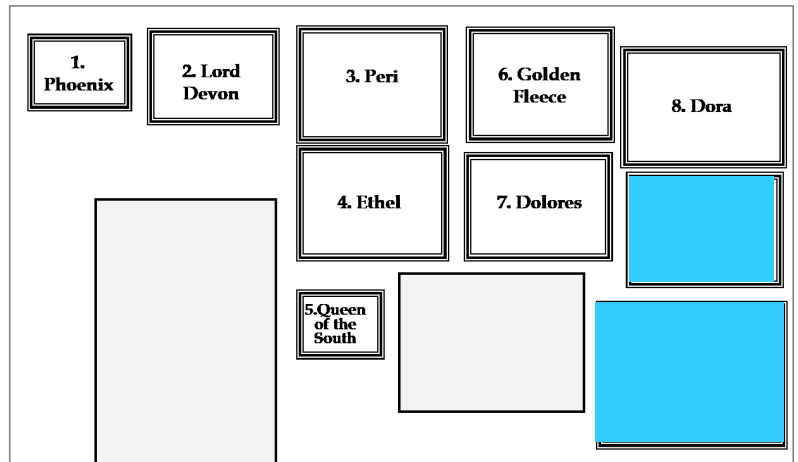 1.
Phoenix
2. Lord
Devon
3. Peri
4. Ethel
5.Queen
of the
South
6. Golden
Fleece
7. Dolores
8. Dora